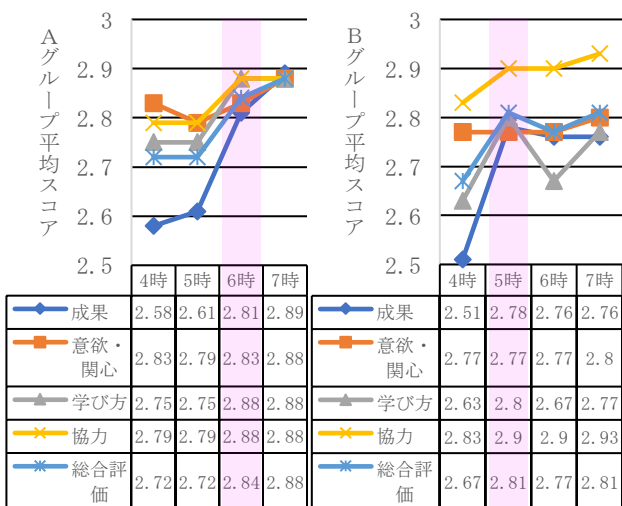 Aグループ平均スコア
3
2.9
2.8
2.7
2.6
2.5
4時 5時 6時 7時
成果 2.58 2.61 2.81 2.89
意欲・
関心 2.83 2.79 2.83 2.88
学び方 2.75 2.75 2.88 2.88
協力 2.79 2.79 2.88 2.88
総合評
価 2.72 2.72 2.84 2.88
Bグループ平均スコア
3
2.9
2.8
2.7
2.6
2.5
4時 5時 6時 7時
成果 2.51 2.78 2.76 2.76
意欲・
関心 2.77 2.77 2.77 2.8
学び方 2.63 2.8 2.67 2.77
協力 2.83 2.9 2.9 2.93
総合評
価 2.67 2.81 2.77 2.81